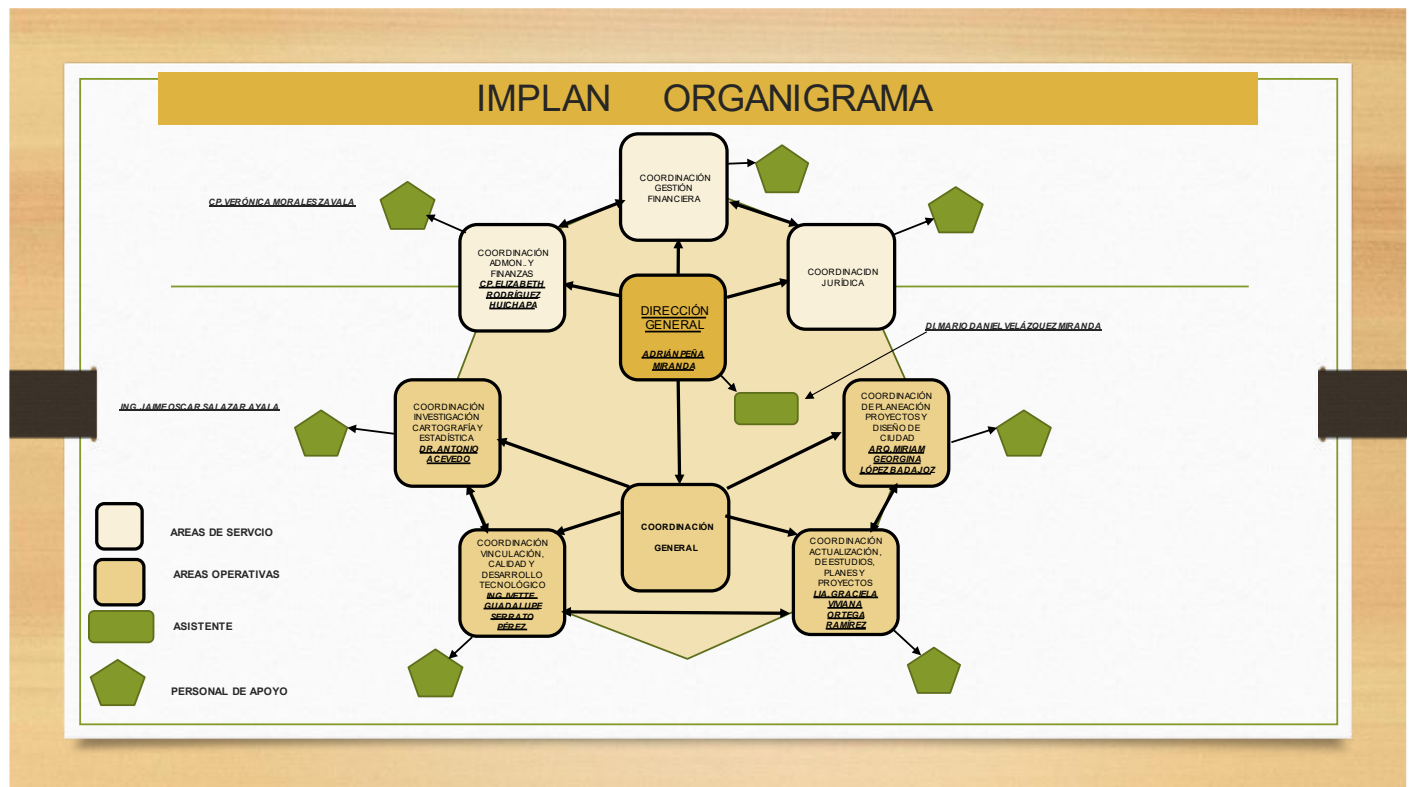 IMPLAN ORGANIGRAMA
COORDINACIÓN
GESTIÓN
FINANCIERA
CP. VERÓNICA MORALES ZAVALA
COORDINACIÓN
ADMON.. Y
FINANZAS
CP. ELIZABETH
RODRÍGUEZ
HUICHAPA
COORDINACIDN
JURÍDICA
DIRECCIÓN
GENERAL
ADRIÁN PEÑA
MIRANDA
DI. MARIO DANIEL VELÁZQUEZ MIRANDA
ING. JAIME OSCAR SALAZAR AYALA
COORDINACIÓN
INVESTIGACIÓN
CARTOGRAFÍA Y
ESTADÍSTICA
DR. ANTONIO
ACEVEDO
COORDINACIÓN
DE PLANEACIÓN
PROYECTOS Y
DISEÑO DE
CIUDAD
ARQ. MIRIAM
GEORGINA
LÓPEZ BADAJOZ
COORDINACIÓN
GENERAL
COORDINACIÓN
VINCULACIÓN,
CALIDAD Y
DESARROLLO
TECNOLÓGICO
ING. IVETTE
GUADALUPE
SERRATO
PÉREZ
COORDINACIÓN
ACTUALIZACIÓN,
DE ESTUDIOS,
PLANES Y
PROYECTOS
LIA. GRACIELA
VIVIANA
ORTEGA
RAMÍREZ
AREAS DE SERVCIO
AREAS OPERATIVAS
ASISTENTE
PERSONAL DE APOYO